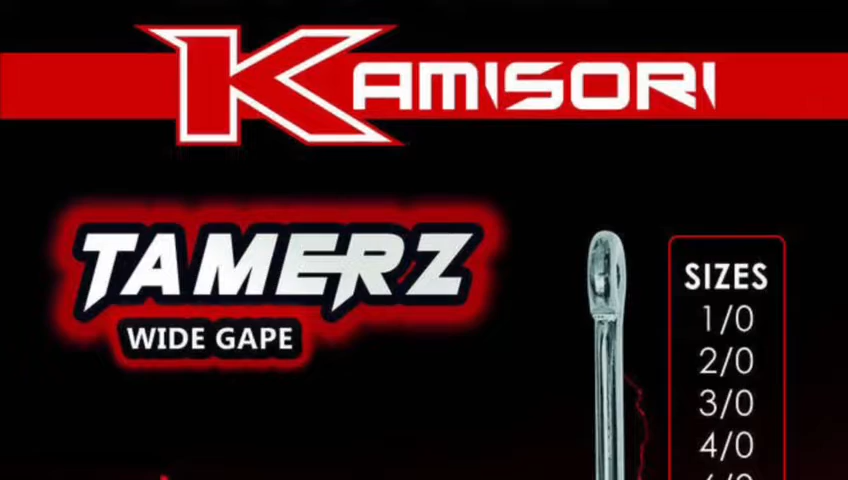 KAMISORI
TAMERZ
WIDE GAPE
SIZES
1/0
2/0
3/0
4/0